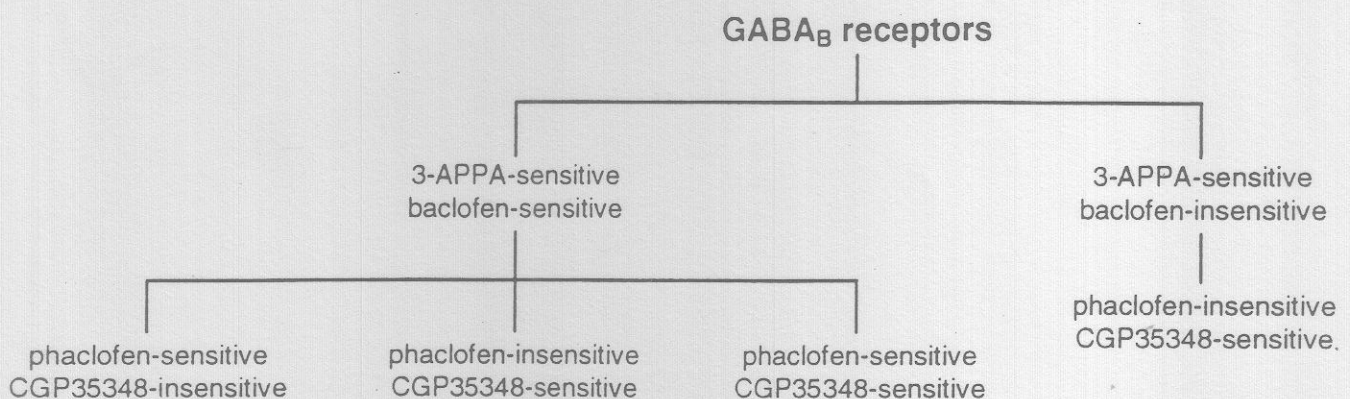 GABAB receptors
3-APPA-sensitive
baclofen-sensitive
3-APPA-sensitive
baclofen-insensitive
phaclofen-sensitive
CGP35348-insensitive
phaclofen-insensitive
CGP35348-sensitive
phaclofen-sensitive
CGP35348-sensitive
phaclofen-insensitive
CGP35348-sensitive.